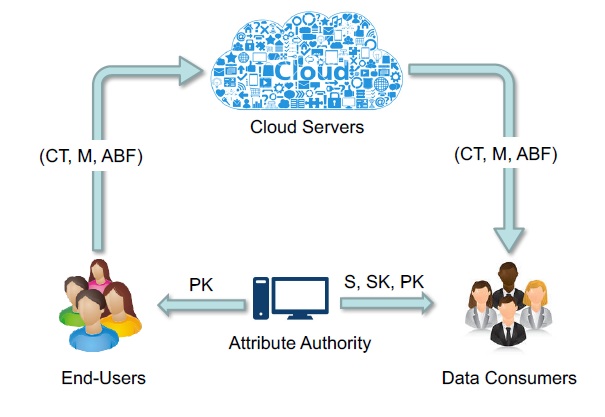 Cloud
Cloud Servers
(CT, M, ABF)
(CT, M, ABF)
PK
S, SK, PK
Attribute Authority
End-Users
Data Consumers